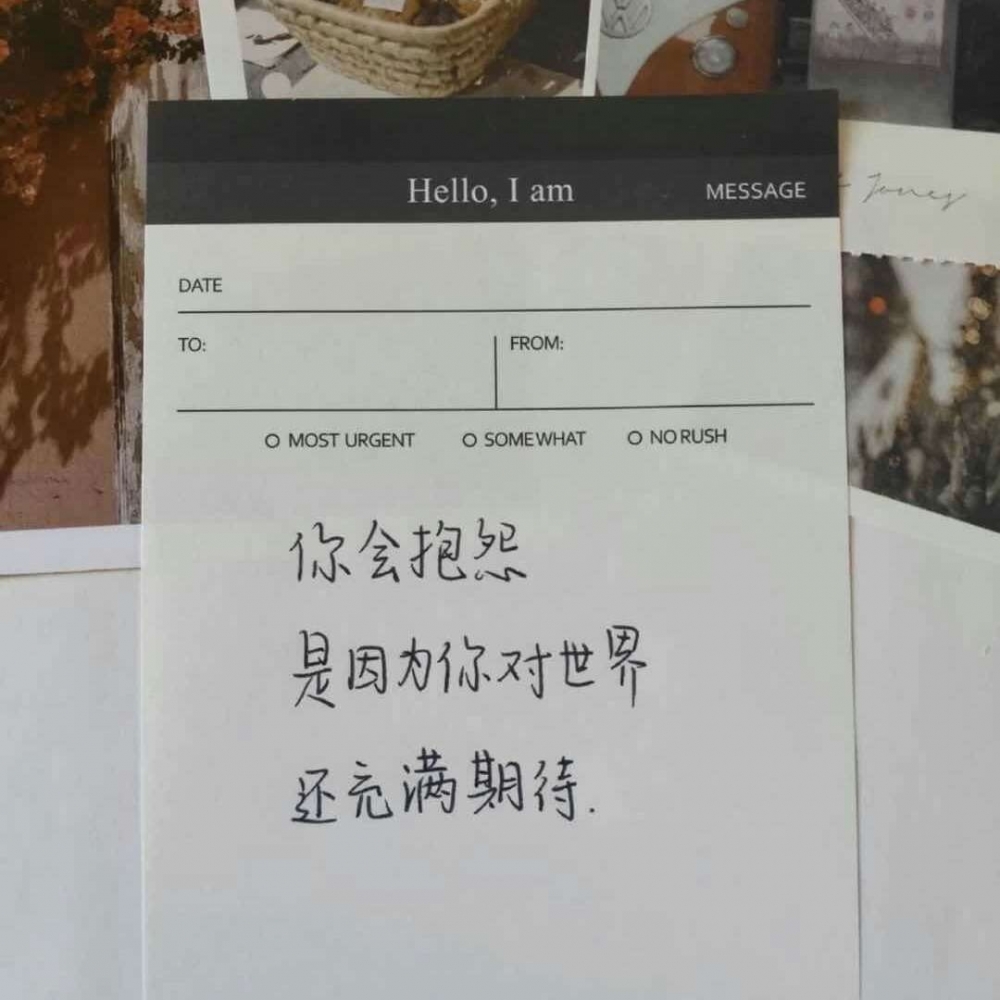 Hello, I am
MESSAGE
Jones
DATE
TO:
FROM:
O MOST URGENT O SOMEWHAT O NO RUSH
你会抱怨
是因为你对世界
还充满期待.